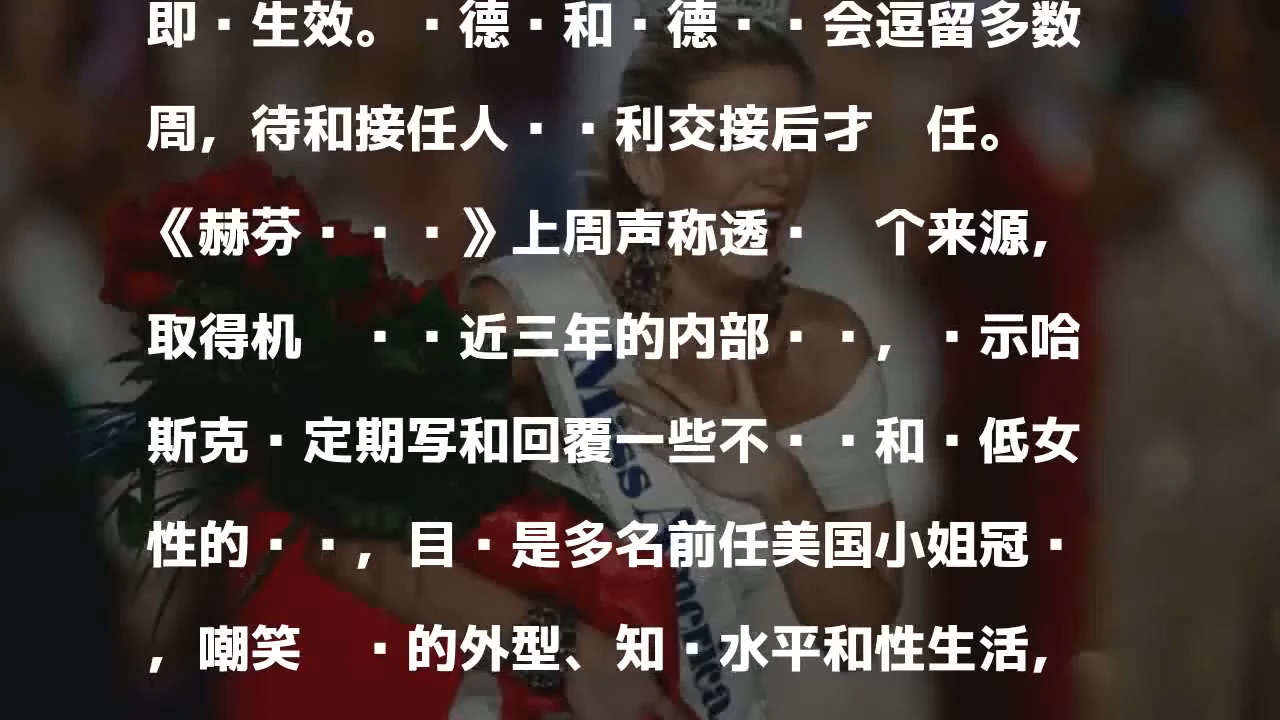 即·生效。·德·和·德··会逗留多数
周，待和接任人··利交接后才　任。
《赫芬···》上周声称透·　个来源，
取得机　··近三年的内部··，·示哈
斯克·定期写和回覆一些不··和·低女
性的··，目·是多名前任美国小姐冠·
，嘲笑　·的外型、知·水平和性生活，
Miss America